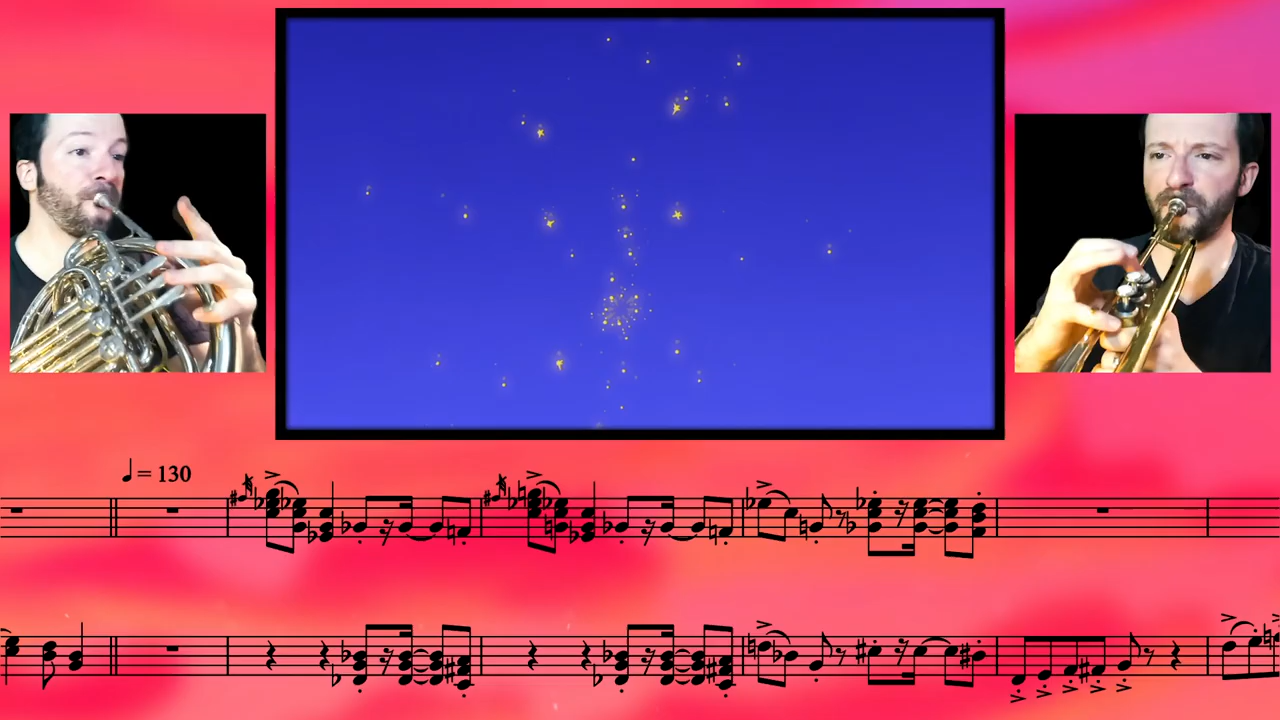 ♩ = 130